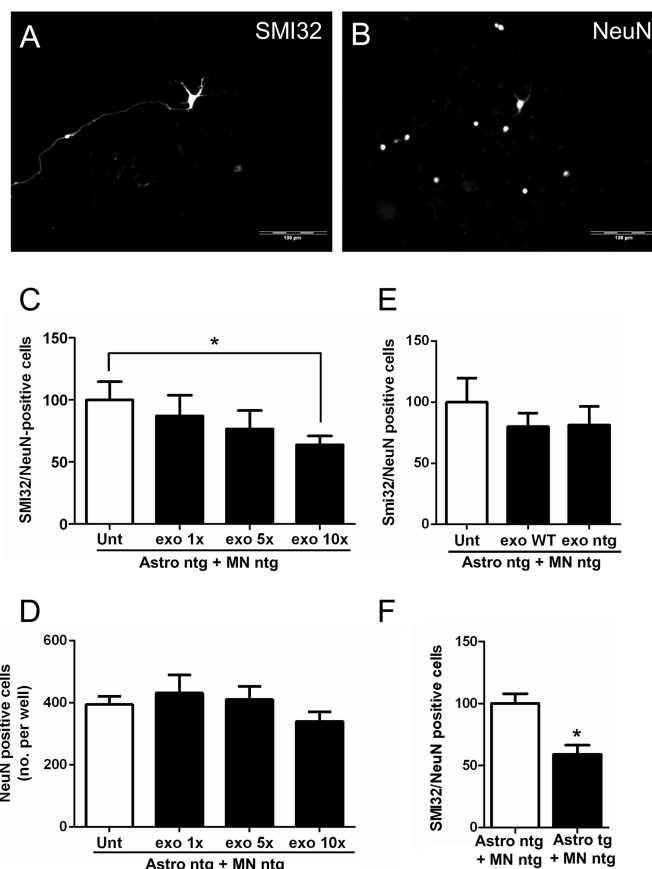 A SMI32
B NeuN
100 µm
100 µm
C
SMI32/NeuN-positive cells
150
100
50
0
*
Unt exo 1x exo 5x exo 10x
Astro ntg + MN ntg
E
Smi32/NeuN positive cells
150
100
50
0
Unt exo WT exo ntg
Astro ntg + MN ntg
D
NeuN positive cells
(no. per well)
600
400
200
0
Unt exo 1x exo 5x exo 10x
Astro ntg + MN ntg
F
SMI32/NeuN positive cells
150
100
50
0
*
Astro ntg Astro tg
+ MN ntg + MN ntg